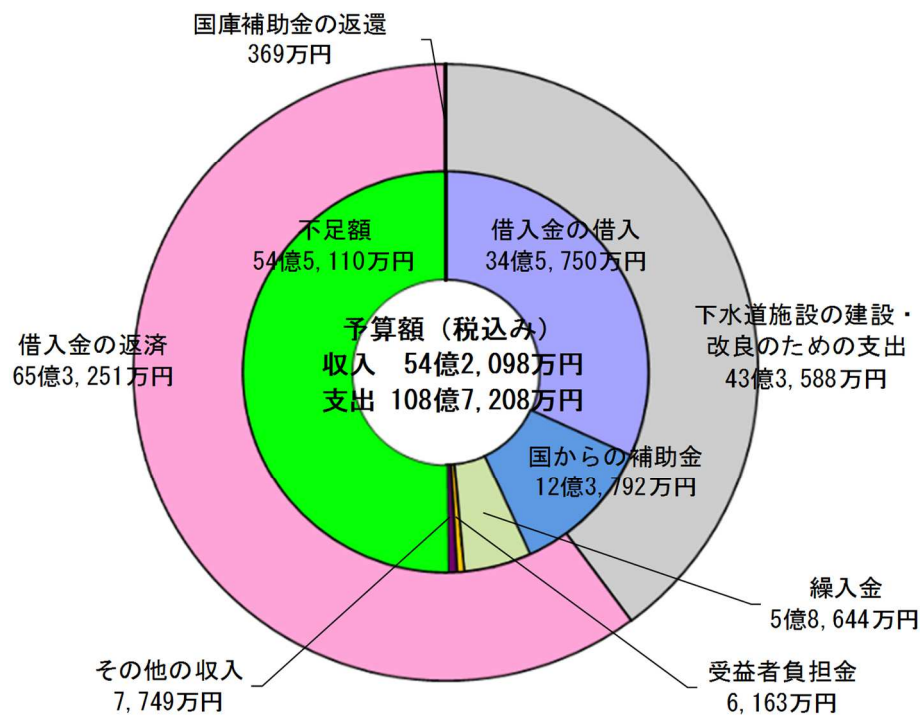 国庫補助金の返還
369万円
不足額
54億5,110万円
借入金の借入
34億5,750万円
予算額（税込み）
収入　54億2,098万円
支出 108億7,208万円
借入金の返済
65億3,251万円
下水道施設の建設・
改良のための支出
43億3,588万円
国からの補助金
12億3,792万円
繰入金
5億8,644万円
その他の収入
7,749万円
受益者負担金
6,163万円